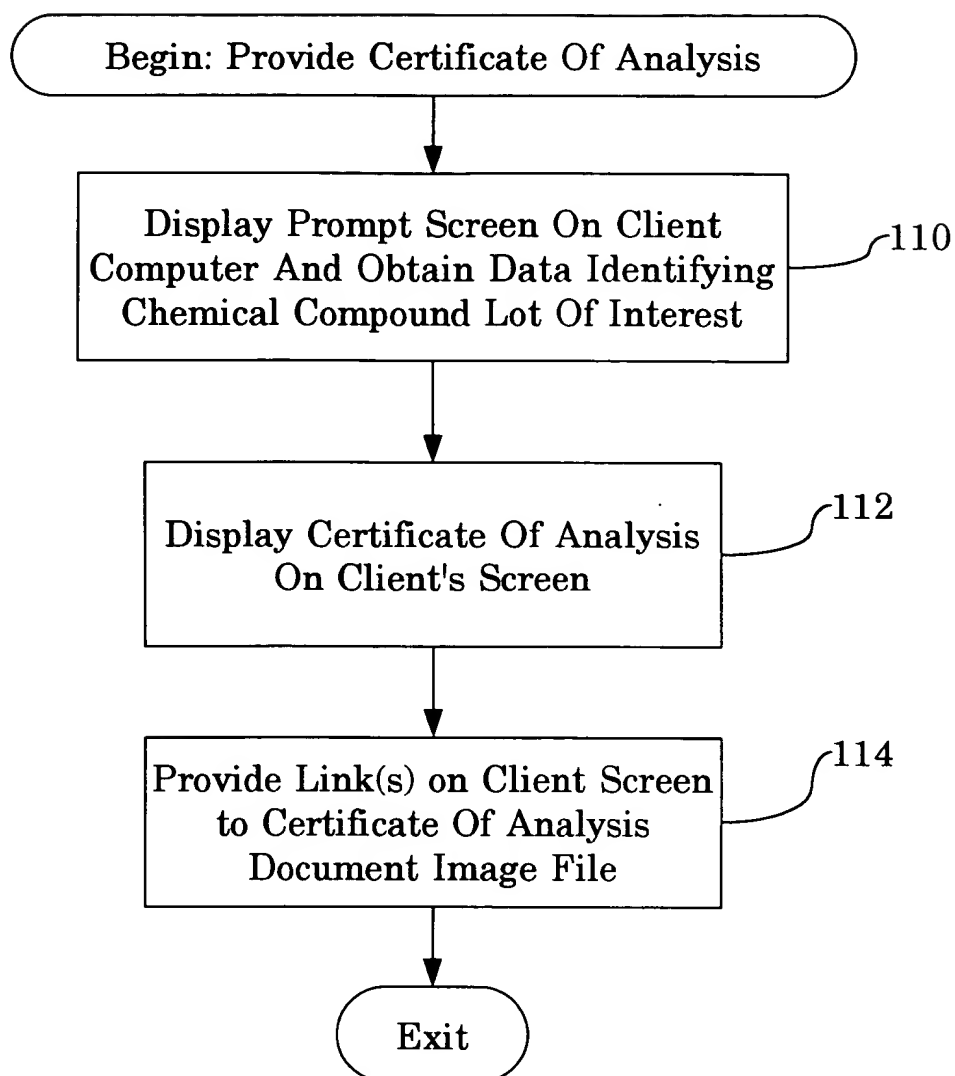 Begin: Provide Certificate Of Analysis
Display Prompt Screen On Client
Computer And Obtain Data Identifying
Chemical Compound Lot Of Interest
110
Display Certificate Of Analysis
On Client's Screen
112
Provide Link(s) on Client Screen
to Certificate Of Analysis
Document Image File
114
Exit